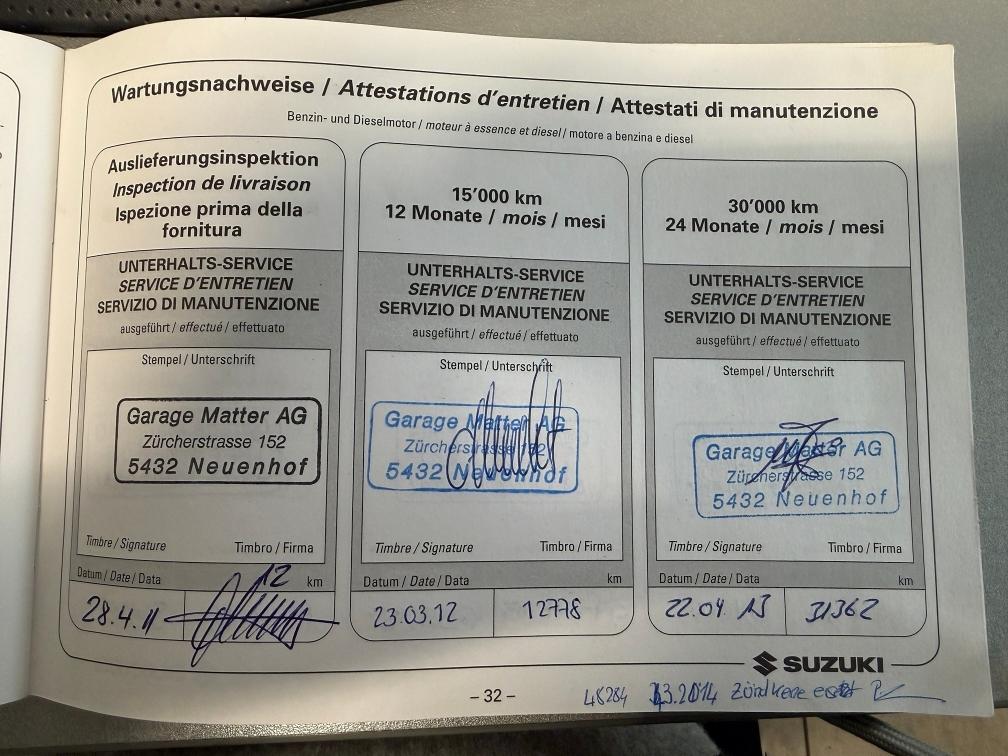 Wartungsnachweise / Attestations d'entretien / Attestati di manutenzione
Benzin- und Dieselmotor / moteur à essence et diesel / motore a benzina e diesel
Auslieferungsinspektion
Inspection de livraison
Ispezione prima della
fornitura
UNTERHALTS-SERVICE
SERVICE D'ENTRETIEN
SERVIZIO DI MANUTENZIONE
ausgeführt / effectué / effettuato
Stempel / Unterschrift
Garage Matter AG
Zürcherstrasse 152
5432 Neuenhof
Timbre / Signature Timbro / Firma
Datum / Date / Data 12 km
28.4.11
15'000 km
12 Monate / mois / mesi
UNTERHALTS-SERVICE
SERVICE D'ENTRETIEN
SERVIZIO DI MANUTENZIONE
ausgeführt / effectué / effettuato
Stempel / Unterschrift
Garage Matter AG
Zürcherstrasse 152
5432 Neuenhof
Timbre / Signature Timbro / Firma
Datum / Date / Data km
23.03.12 12778
30'000 km
24 Monate / mois / mesi
UNTERHALTS-SERVICE
SERVICE D'ENTRETIEN
SERVIZIO DI MANUTENZIONE
ausgeführt / effectué / effettuato
Stempel / Unterschrift
Garage Matter AG
Zürcherstrasse 152
5432 Neuenhof
Timbre / Signature Timbro / Firma
Datum / Date / Data km
22.04 13 31362
SUZUKI
– 32 –
48284 .3.2014